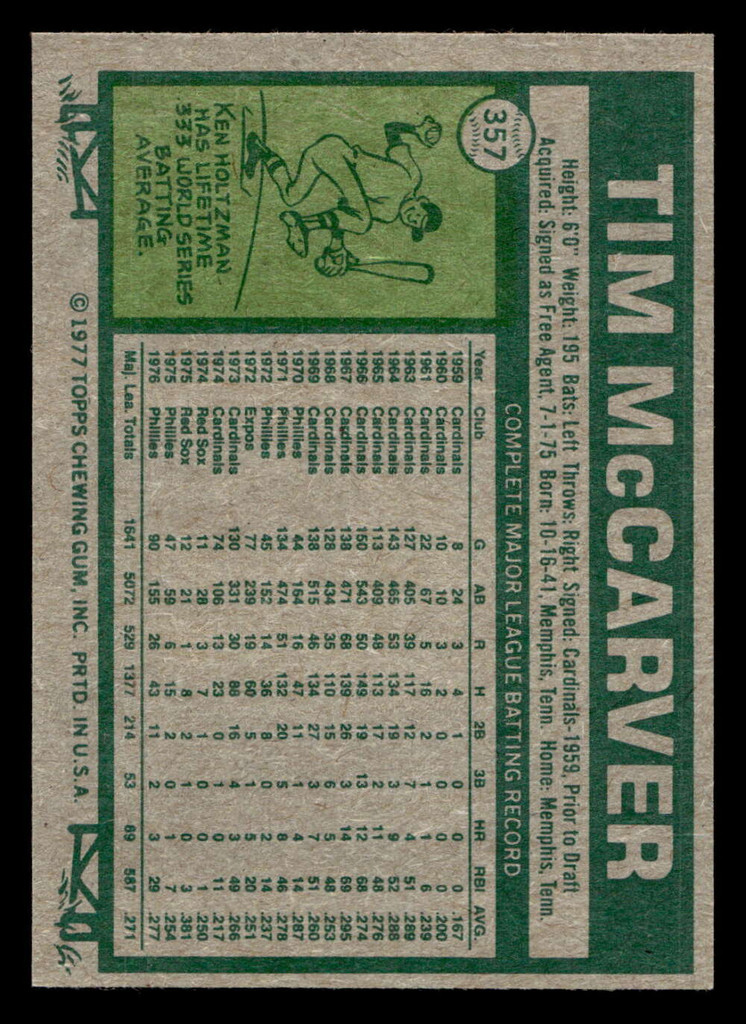 TIM McCARVER
357
Height: 6'0" Weight: 195 Bats: Left Throws: Right Signed: Cardinals-1959, Prior to Draft
Acquired: Signed as Free Agent, 7-1-75 Born: 10-16-41, Memphis, Tenn. Home: Memphis, Tenn.
COMPLETE MAJOR LEAGUE BATTING RECORD
KEN HOLTZMAN
HAS LIFETIME
.333 WORLD SERIES
BATTING
AVERAGE.
Year Club G AB R H 2B 3B HR RBI AVG.
1959 Cardinals 8 24 3 4 1 0 0 0 .167
1960 Cardinals 10 10 3 2 0 0 0 0 .200
1961 Cardinals 22 67 5 16 2 1 1 6 .239
1963 Cardinals 127 405 39 117 12 7 4 51 .289
1964 Cardinals 143 465 53 134 19 3 9 52 .288
1965 Cardinals 113 409 48 113 17 2 11 48 .276
1966 Cardinals 150 543 50 149 19 13 12 68 .274
1967 Cardinals 138 471 68 139 26 3 14 69 .295
1968 Cardinals 128 434 35 110 15 6 5 48 .253
1969 Cardinals 138 515 46 134 27 3 7 51 .260
1970 Phillies 44 164 16 47 11 1 4 14 .287
1971 Phillies 134 474 51 132 20 5 8 46 .278
1972 Phillies 45 152 14 36 8 0 2 14 .237
1972 Expos 77 239 19 60 5 1 5 20 .251
1973 Cardinals 130 331 30 88 16 4 3 49 .266
1974 Cardinals 74 106 13 23 0 1 0 11 .217
1974 Red Sox 11 28 3 7 1 0 0 1 .250
1975 Red Sox 12 21 1 8 2 1 0 3 .381
1975 Phillies 47 59 6 15 2 0 1 7 .254
1976 Phillies 90 155 26 43 11 2 3 29 .277
Maj. Lea. Totals 1641 5072 529 1377 214 53 89 587 .271
© 1977 TOPPS CHEWING GUM, INC. PRTD. IN U.S.A.